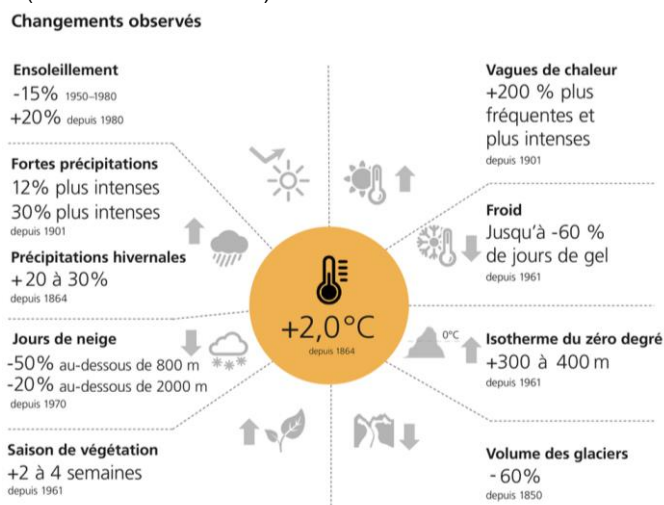 Changements observés
Ensoleillement
-15% 1950–1980
+20% depuis 1980
Fortes précipitations
12% plus intenses
30% plus intenses
depuis 1901
Précipitations hivernales
+20 à 30%
depuis 1864
Jours de neige
-50% au-dessous de 800 m
-20% au-dessous de 2000 m
depuis 1970
Saison de végétation
+2 à 4 semaines
depuis 1961
+2,0°C
depuis 1864
0°C
Vagues de chaleur
+200 % plus
fréquentes et
plus intenses
depuis 1901
Froid
Jusqu'à -60 %
de jours de gel
depuis 1961
Isotherme du zéro degré
+300 à 400 m
depuis 1961
Volume des glaciers
- 60%
depuis 1850